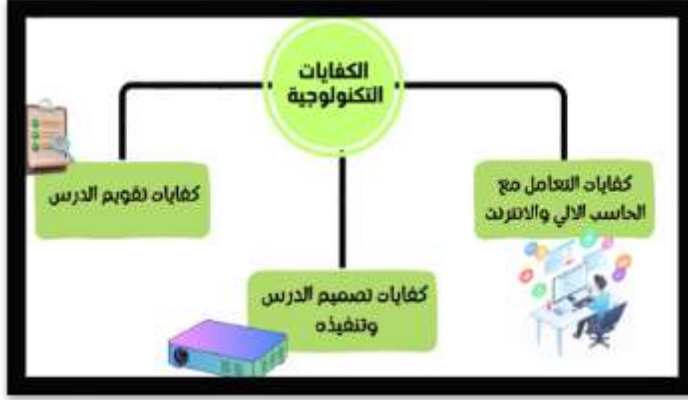 الكفايات
التكنولوجية
كفايات التعامل مع
الحاسب الالي والانترنت
كفايات تصميم الدرس
وتنفيذه
كفايات تقويم الدرس